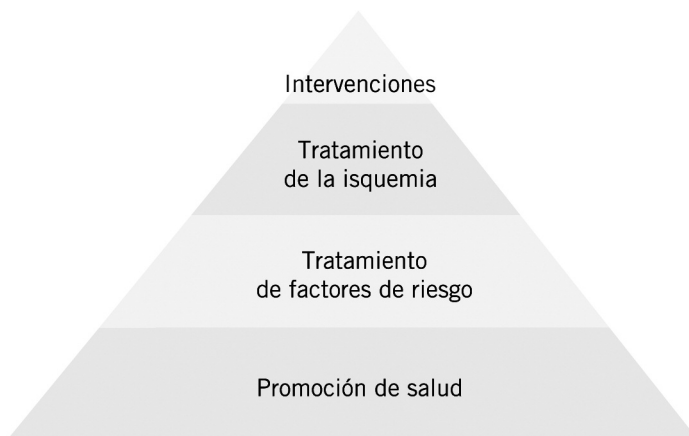 Intervenciones
Tratamiento
de la isquemia
Tratamiento
de factores de riesgo
Promoción de salud